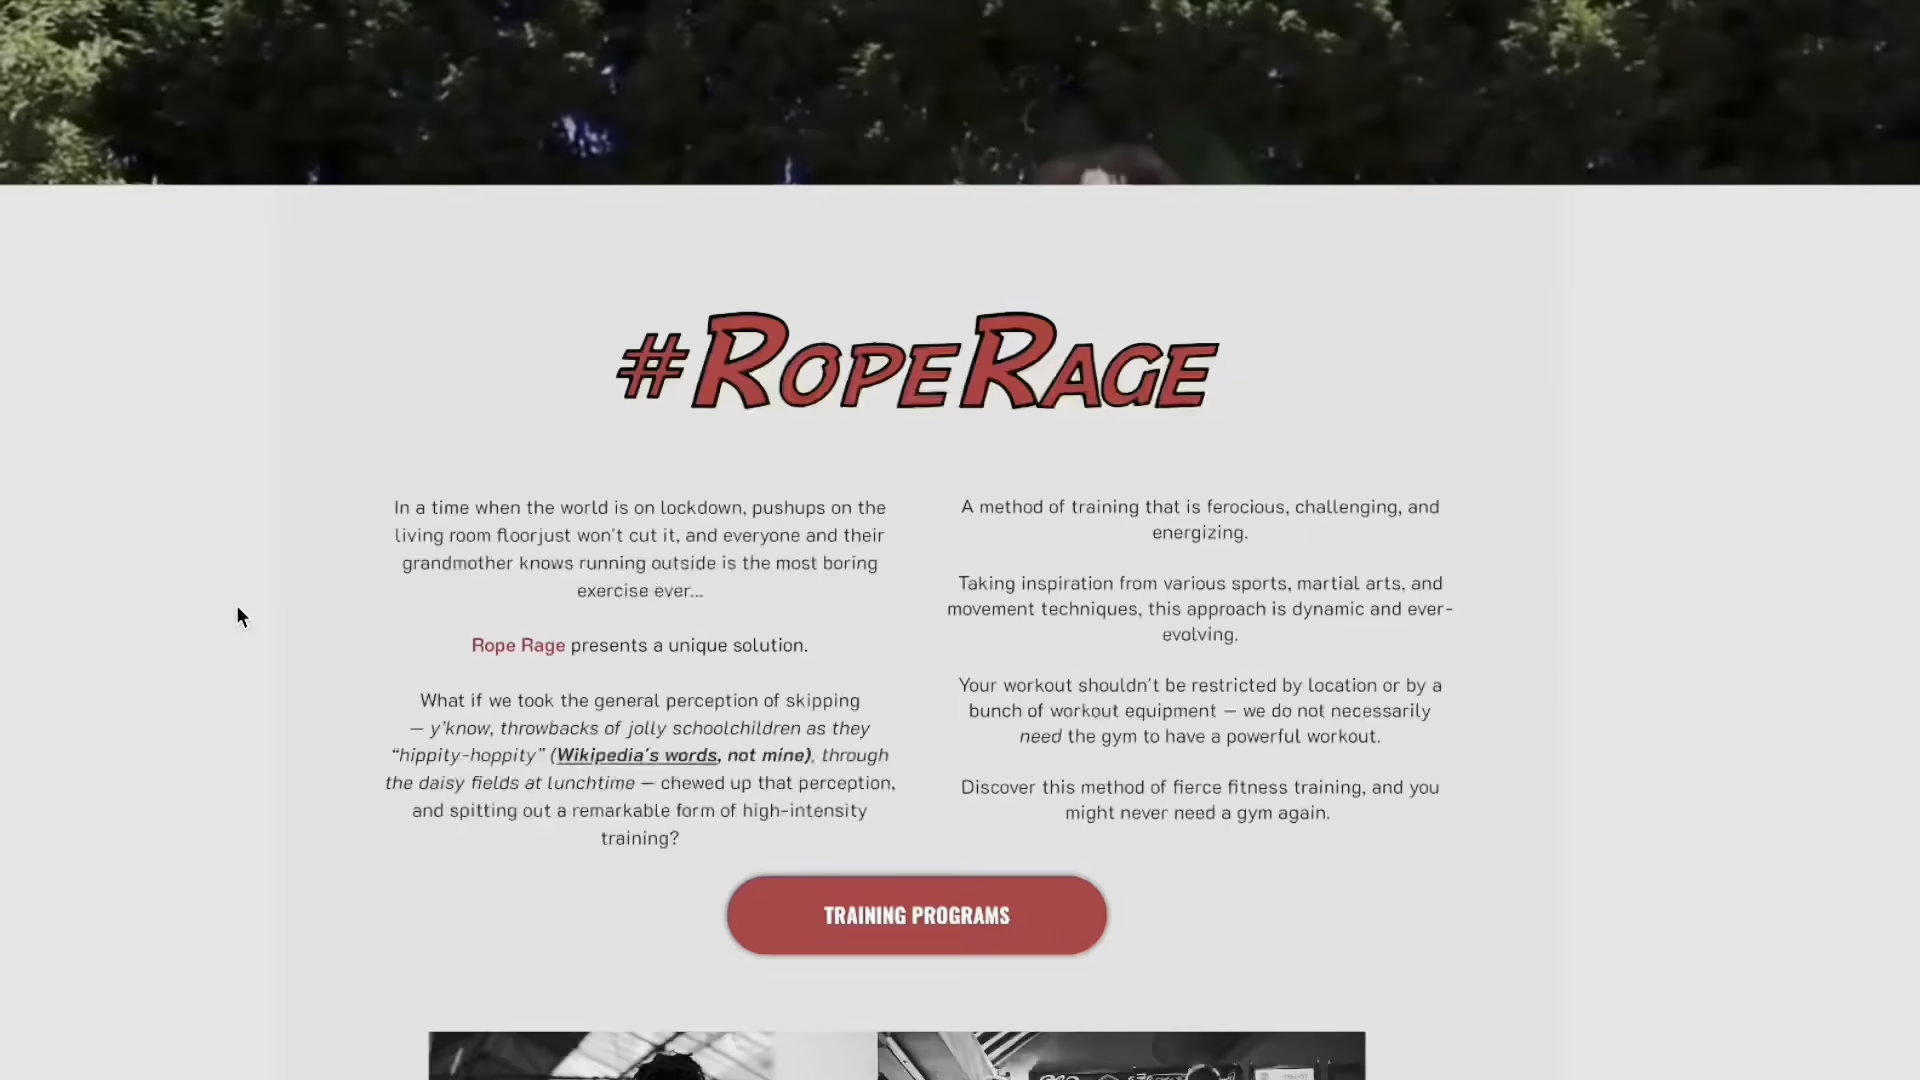 #ROPERAGE
In a time when the world is on lockdown, pushups on the
living room floorjust won't cut it, and everyone and their
grandmother knows running outside is the most boring
exercise ever...
Rope Rage presents a unique solution.
What if we took the general perception of skipping
– y'know, throwbacks of jolly schoolchildren as they
“hippity-hoppity” (Wikipedia's words, not mine), through
the daisy fields at lunchtime – chewed up that perception,
and spitting out a remarkable form of high-intensity
training?
A method of training that is ferocious, challenging, and
energizing.
Taking inspiration from various sports, martial arts, and
movement techniques, this approach is dynamic and ever-
evolving.
Your workout shouldn't be restricted by location or by a
bunch of workout equipment – we do not necessarily
need the gym to have a powerful workout.
Discover this method of fierce fitness training, and you
might never need a gym again.
TRAINING PROGRAMS